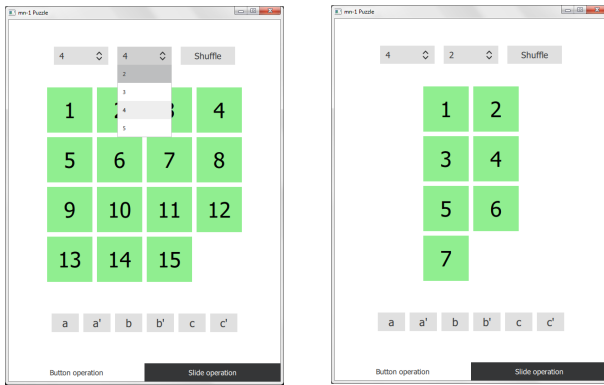 mn-1 Puzzle
4 4 Shuffle
2
3
4
5
1 4
5 6 7 8
9 10 11 12
13 14 15
a a' b b' c c'
Button operation Slide operation
mn-1 Puzzle
4 2 Shuffle
1 2
3 4
5 6
7
a a' b b' c c'
Button operation Slide operation